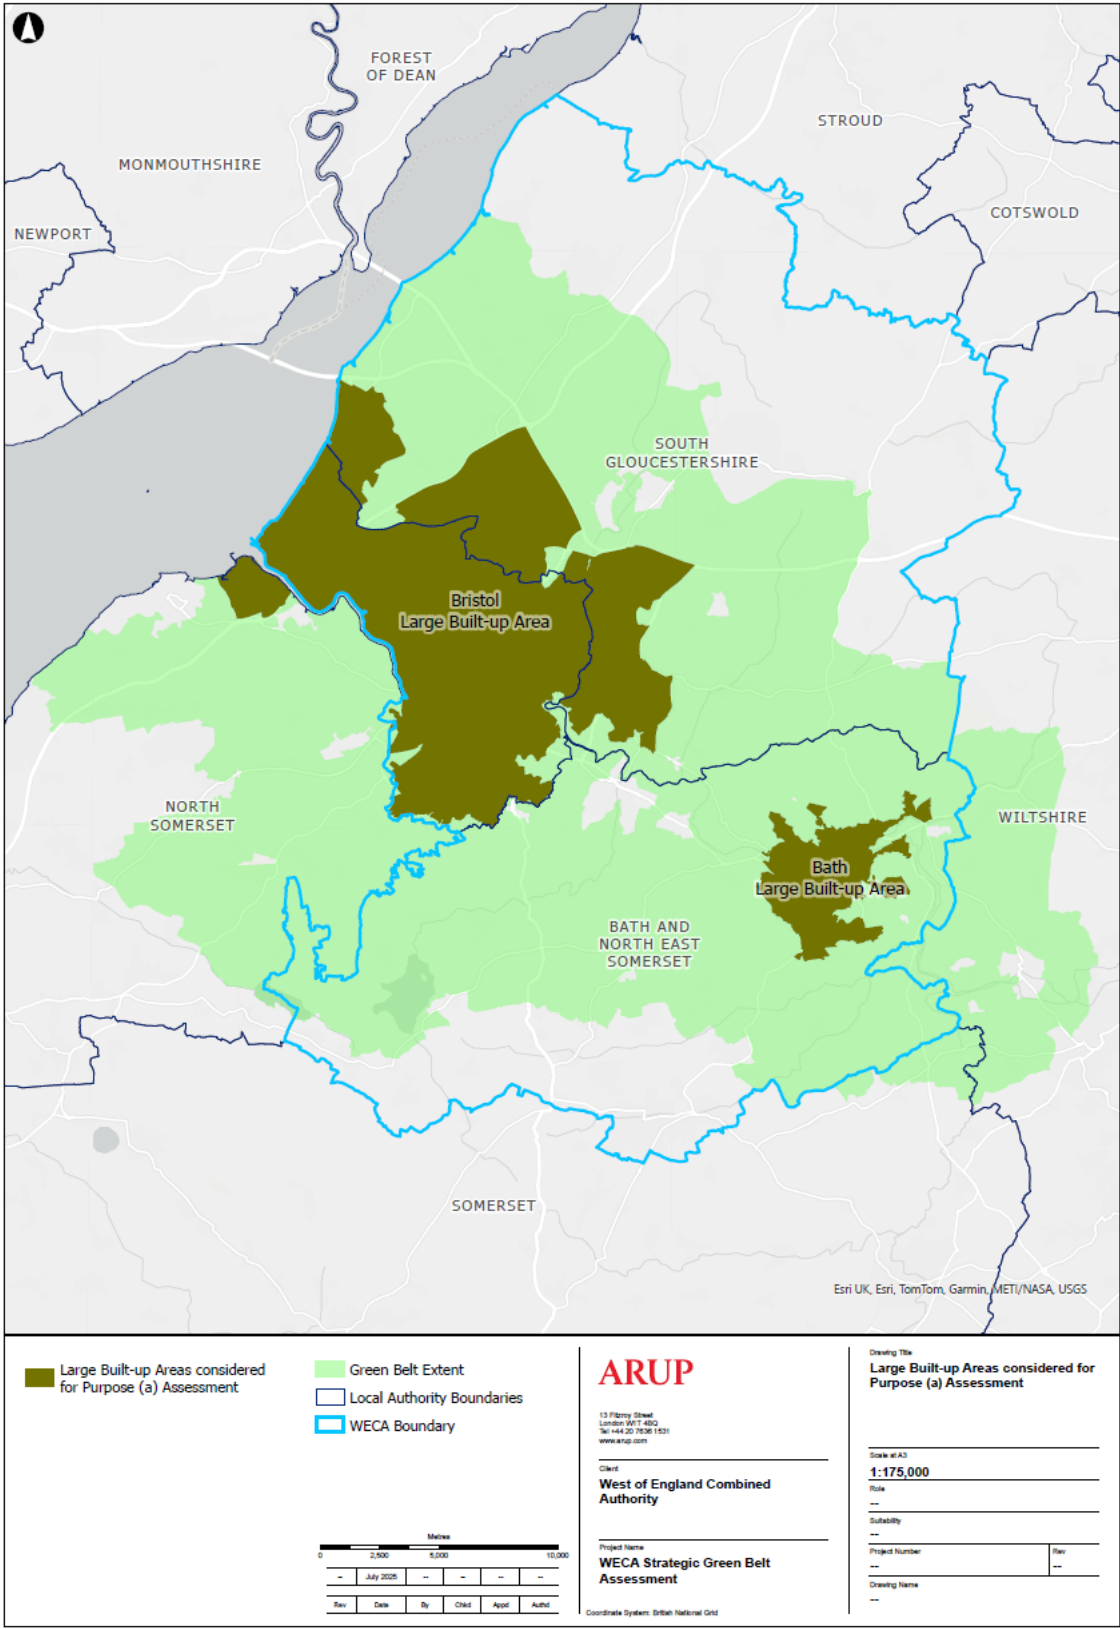 FOREST
OF DEAN
STROUD
MONMOUTHSHIRE
COTSWOLD
NEWPORT
SOUTH
GLOUCESTERSHIRE
Bristol
Large Built-up Area
NORTH
SOMERSET
WILTSHIRE
Bath
Large Built-up Area
BATH AND
NORTH EAST
SOMERSET
SOMERSET
Esri UK, Esri, TomTom, Garmin, METI/NASA, USGS
Large Built-up Areas considered
for Purpose (a) Assessment
Green Belt Extent
Local Authority Boundaries
WECA Boundary
Metres
0 2,500 5,000 10,000
-- July 2025 -- -- -- --
Rev Date By Chkd Appd Authd
ARUP
13 Fitzroy Street
London W1T 4BQ
Tel +44 20 7636 1531
www.arup.com
Client
West of England Combined
Authority
Project Name
WECA Strategic Green Belt
Assessment
Coordinate System: British National Grid
Drawing Title
Large Built-up Areas considered for
Purpose (a) Assessment
Scale at A3
1:175,000
Role
--
Suitability
--
Project Number Rev
-- --
Drawing Name
--